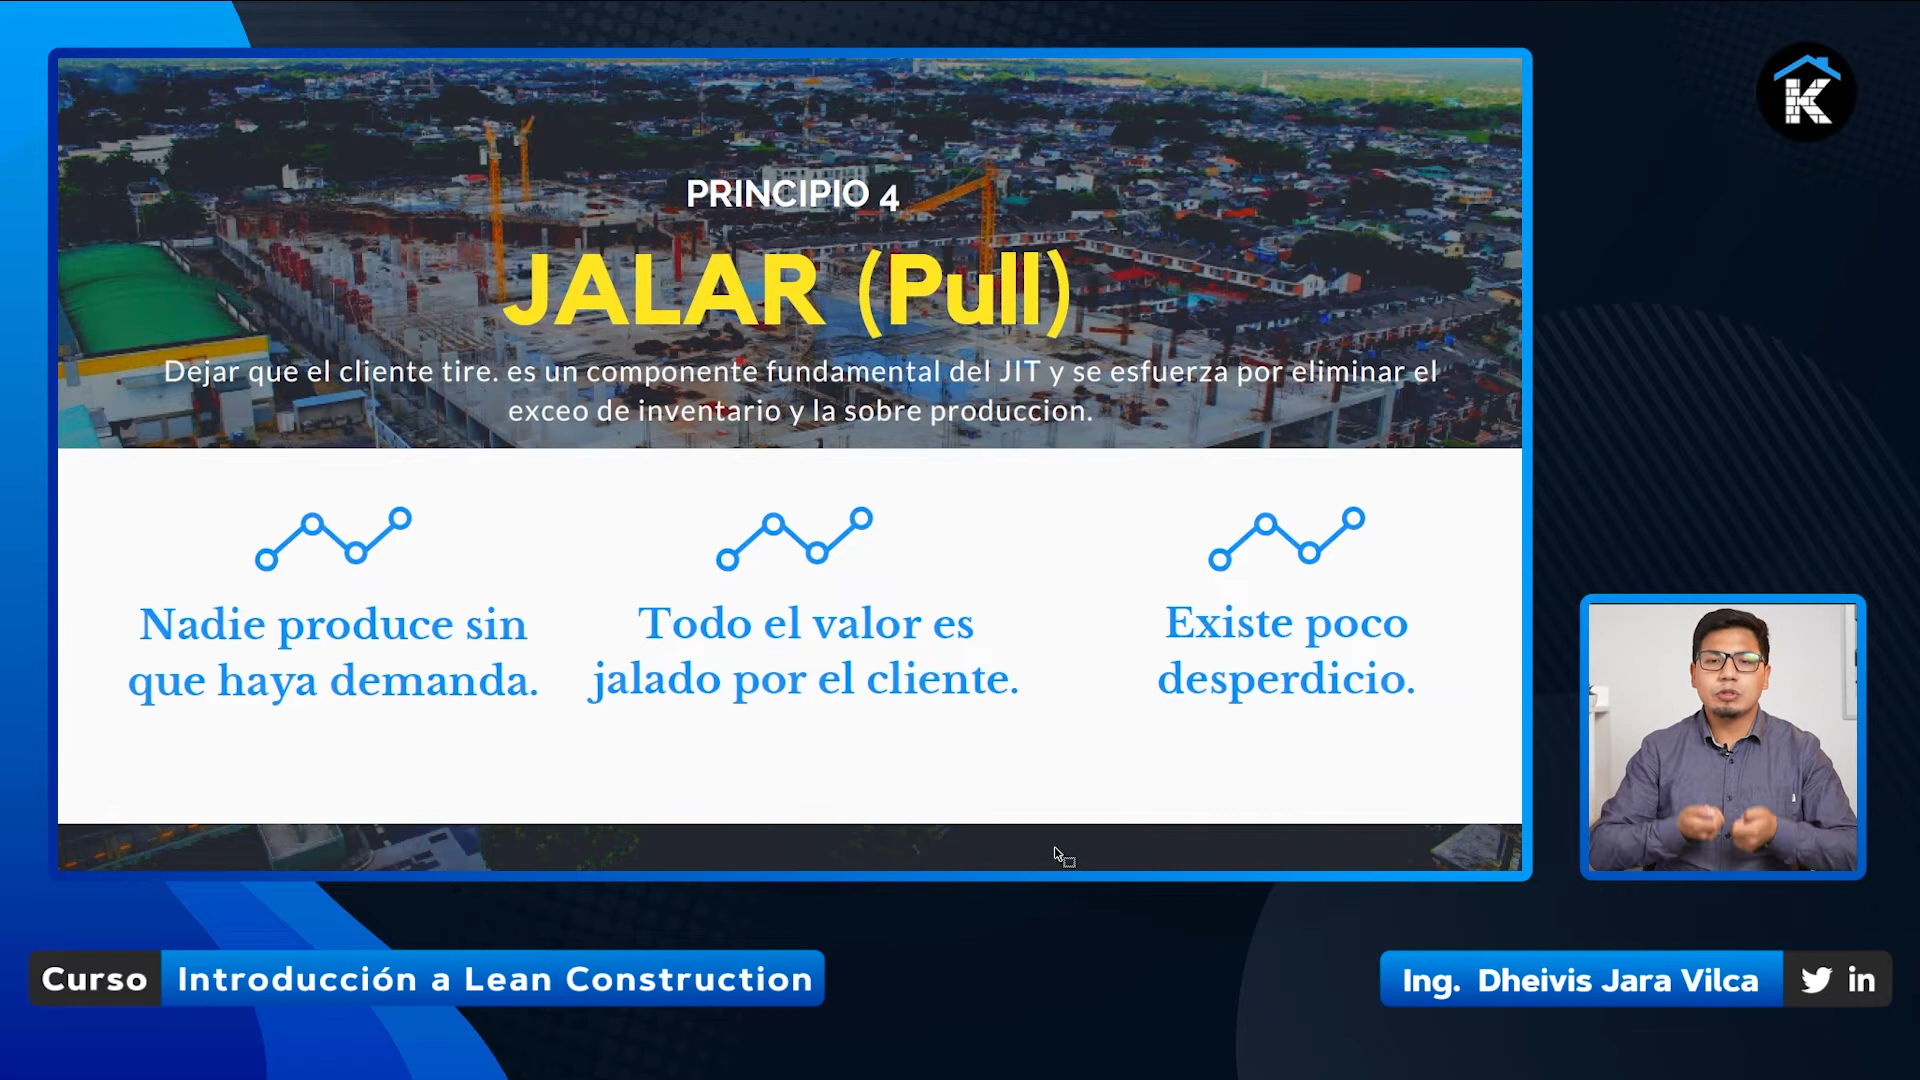 PRINCIPIO 4
JALAR (Pull)
Dejar que el cliente tire. es un componente fundamental del JIT y se esfuerza por eliminar el
exceo de inventario y la sobre produccion.
Nadie produce sin
que haya demanda.
Todo el valor es
jalado por el cliente.
Existe poco
desperdicio.
K
Curso Introducción a Lean Construction
Ing. Dheivis Jara Vilca in